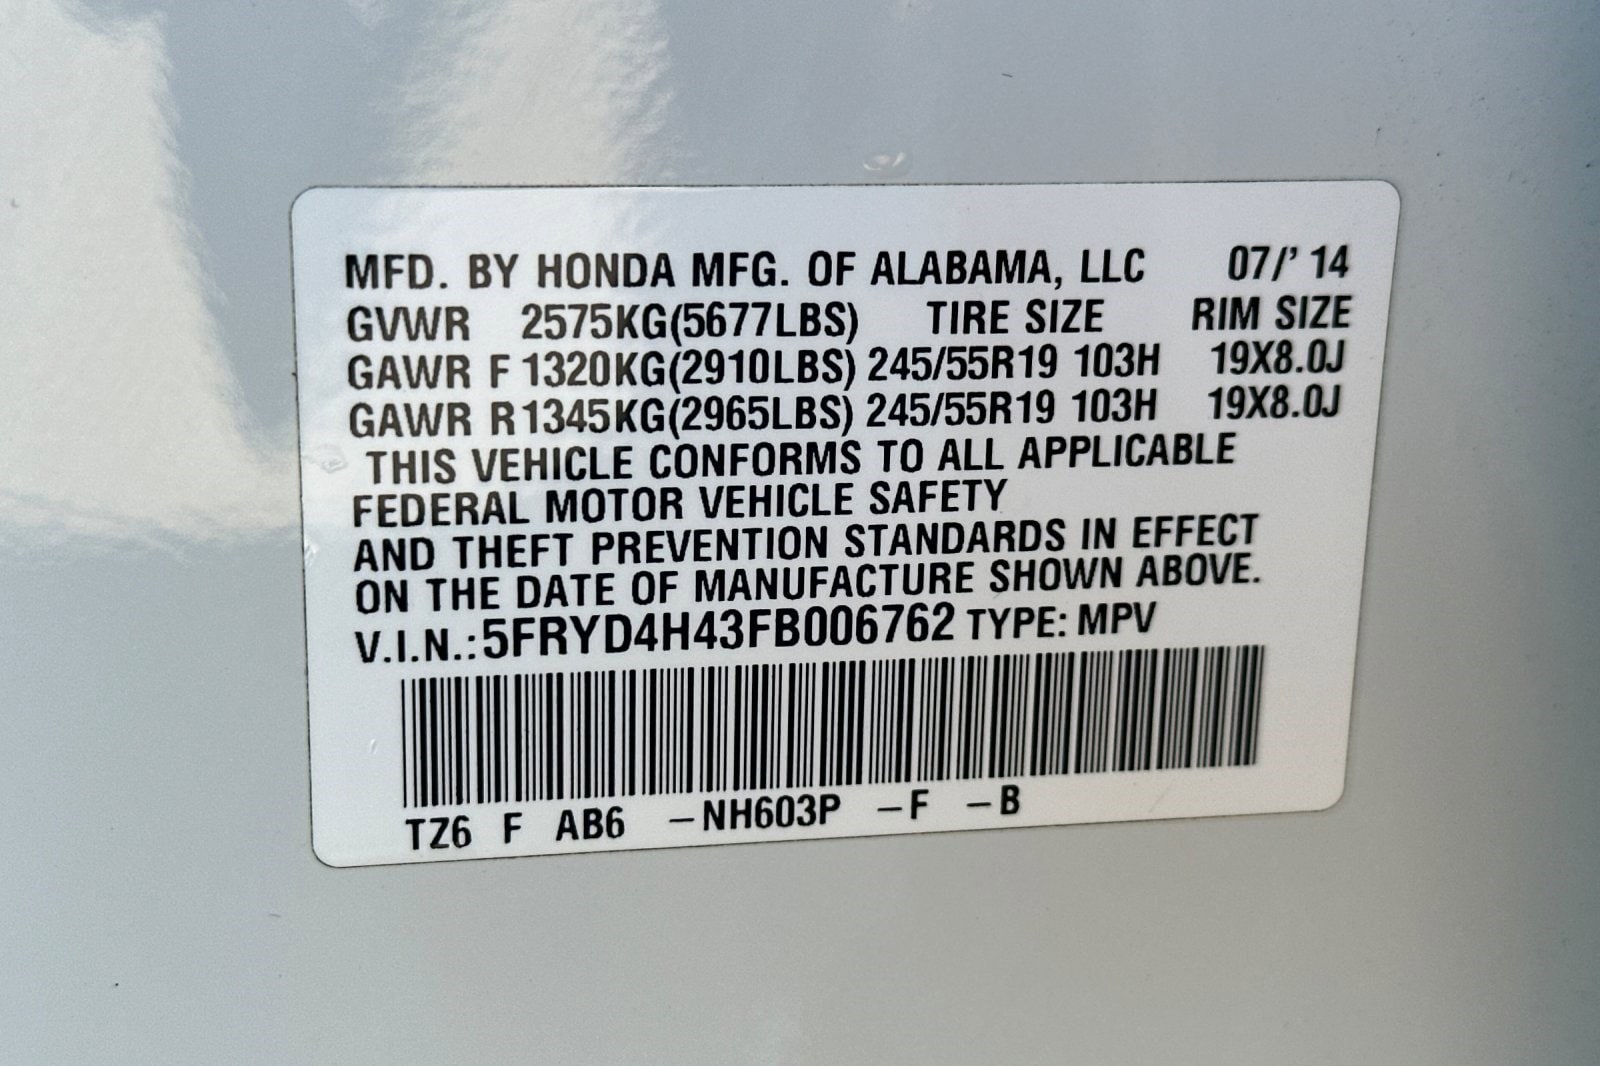 MFD. BY HONDA MFG. OF ALABAMA, LLC 07/' 14
GVWR 2575KG(5677LBS) TIRE SIZE RIM SIZE
GAWR F 1320KG(2910LBS) 245/55R19 103H 19X8.0J
GAWR R 1345KG(2965LBS) 245/55R19 103H 19X8.0J
THIS VEHICLE CONFORMS TO ALL APPLICABLE
FEDERAL MOTOR VEHICLE SAFETY
AND THEFT PREVENTION STANDARDS IN EFFECT
ON THE DATE OF MANUFACTURE SHOWN ABOVE.
V.I.N.: 5FRYD4H43FB006762 TYPE: MPV
TZ6 F AB6 –NH603P –F –B